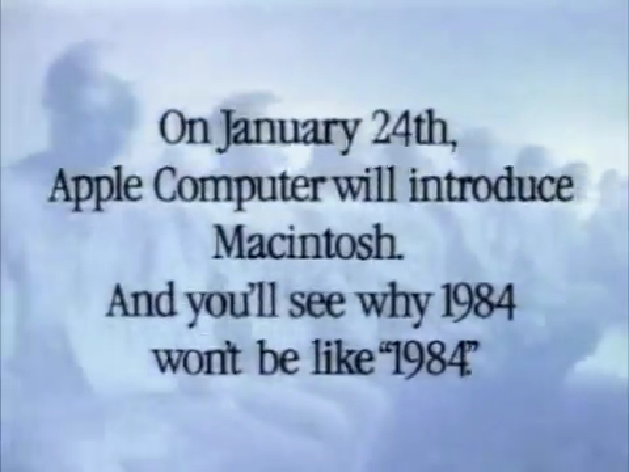 On January 24th,
Apple Computer will introduce
Macintosh.
And you'll see why 1984
won't be like "1984."